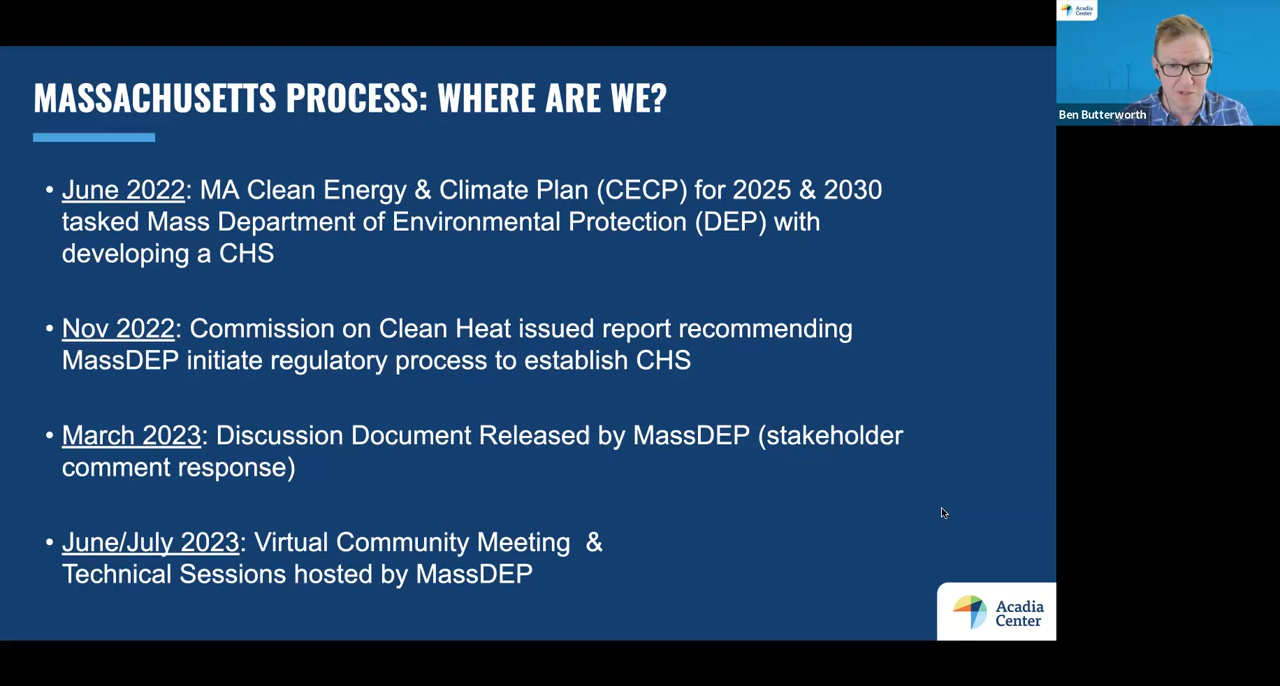 MASSACHUSETTS PROCESS: WHERE ARE WE?
• June 2022: MA Clean Energy & Climate Plan (CECP) for 2025 & 2030
tasked Mass Department of Environmental Protection (DEP) with
developing a CHS
• Nov 2022: Commission on Clean Heat issued report recommending
MassDEP initiate regulatory process to establish CHS
• March 2023: Discussion Document Released by MassDEP (stakeholder
comment response)
• June/July 2023: Virtual Community Meeting &
Technical Sessions hosted by MassDEP
Acadia
Center
Acadia
Center
Ben Butterworth